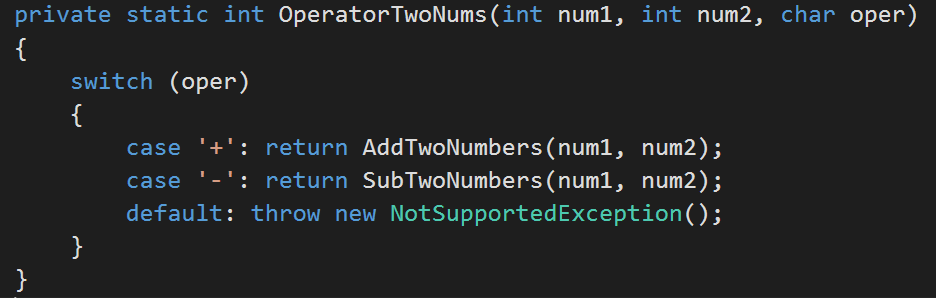 private static int OperatorTwoNums(int num1, int num2, char oper)
{
    switch (oper)
    {
        case '+': return AddTwoNumbers(num1, num2);
        case '-': return SubTwoNumbers(num1, num2);
        default: throw new NotSupportedException();
    }
}